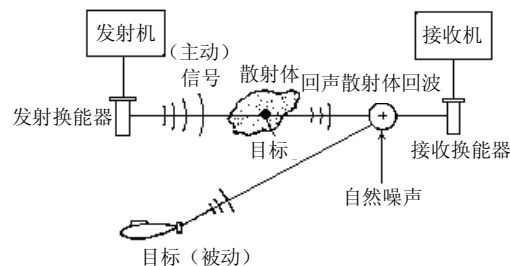 发射机
接收机
（主动）
信号
散射体
回声散射体回波
发射换能器
目标
接收换能器
自然噪声
目标（被动）